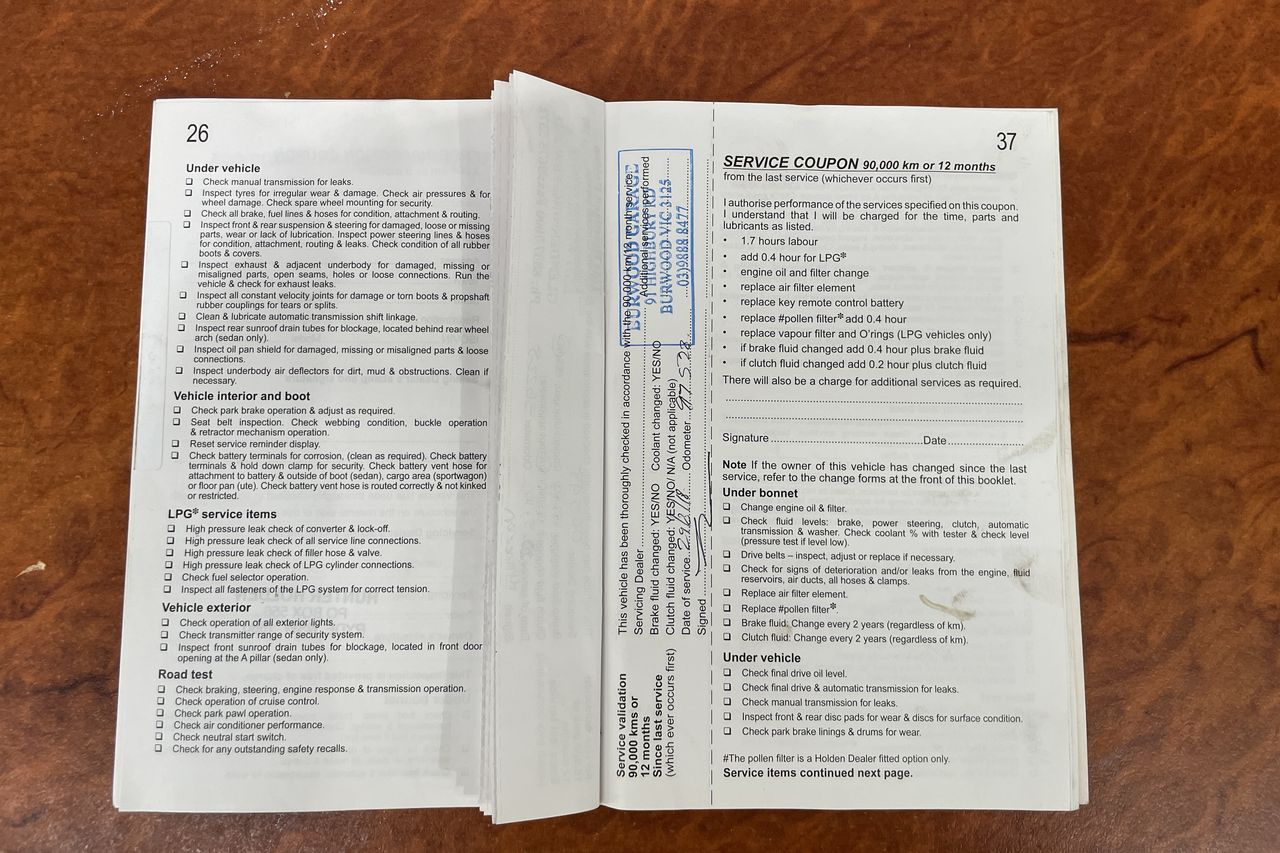 26
Under vehicle
❑ Check manual transmission for leaks.
❑ Inspect tyres for irregular wear & damage. Check air pressures & for
wheel damage. Check spare wheel mounting for security.
❑ Check all brake, fuel lines & hoses for condition, attachment & routing.
❑ Inspect front & rear suspension & steering for damaged, loose or missing
parts, wear or lack of lubrication. Inspect power steering lines & hoses
for condition, attachment, routing & leaks. Check condition of all rubber
boots & covers.
❑ Inspect exhaust & adjacent underbody for damaged, missing or
misaligned parts, open seams, holes or loose connections. Run the
vehicle & check for exhaust leaks.
❑ Inspect all constant velocity joints for damage or torn boots & propshaft
rubber couplings for tears or splits.
❑ Clean & lubricate automatic transmission shift linkage.
❑ Inspect rear sunroof drain tubes for blockage, located behind rear wheel
arch (sedan only).
❑ Inspect oil pan shield for damaged, missing or misaligned parts & loose
connections.
❑ Inspect underbody air deflectors for dirt, mud & obstructions. Clean if
necessary.
Vehicle interior and boot
❑ Check park brake operation & adjust as required.
❑ Seat belt inspection. Check webbing condition, buckle operation
& retractor mechanism operation.
❑ Reset service reminder display.
❑ Check battery terminals for corrosion, (clean as required). Check battery
terminals & hold down clamp for security. Check battery vent hose for
attachment to battery & outside of boot (sedan), cargo area (sportwagon)
or floor pan (ute). Check battery vent hose is routed correctly & not kinked
or restricted.
LPG* service items
❑ High pressure leak check of converter & lock-off.
❑ High pressure leak check of all service line connections.
❑ High pressure leak check of filler hose & valve.
❑ High pressure leak check of LPG cylinder connections.
❑ Check fuel selector operation.
❑ Inspect all fasteners of the LPG system for correct tension.
Vehicle exterior
❑ Check operation of all exterior lights.
❑ Check transmitter range of security system.
❑ Inspect front sunroof drain tubes for blockage, located in front door
opening at the A pillar (sedan only).
Road test
❑ Check braking, steering, engine response & transmission operation.
❑ Check operation of cruise control.
❑ Check park pawl operation.
❑ Check air conditioner performance.
❑ Check neutral start switch.
❑ Check for any outstanding safety recalls.
Service validation
90,000 kms or
12 months
Since last service
(which ever occurs first)
This vehicle has been thoroughly checked in accordance with the 90,000 km/12 month service.
Servicing Dealer Additional services performed
Brake fluid changed: YES/NO Coolant changed: YES/NO
Clutch fluid changed: YES/NO/ N/A (not applicable)
Date of service 29.6.18 Odometer 97528
Signed
BURWOOD GARAGE
91 HIGHBURY RD
BURWOOD VIC 3125
03)9888 8477
37
SERVICE COUPON 90,000 km or 12 months
from the last service (whichever occurs first)
I authorise performance of the services specified on this coupon.
I understand that I will be charged for the time, parts and
lubricants as listed.
• 1.7 hours labour
• add 0.4 hour for LPG*
• engine oil and filter change
• replace air filter element
• replace key remote control battery
• replace #pollen filter* add 0.4 hour
• replace vapour filter and O'rings (LPG vehicles only)
• if brake fluid changed add 0.4 hour plus brake fluid
• if clutch fluid changed add 0.2 hour plus clutch fluid
There will also be a charge for additional services as required.
Signature Date
Note If the owner of this vehicle has changed since the last
service, refer to the change forms at the front of this booklet.
Under bonnet
❑ Change engine oil & filter.
❑ Check fluid levels: brake, power steering, clutch, automatic
transmission & washer. Check coolant % with tester & check level
(pressure test if level low).
❑ Drive belts – inspect, adjust or replace if necessary.
❑ Check for signs of deterioration and/or leaks from the engine, fluid
reservoirs, air ducts, all hoses & clamps.
❑ Replace air filter element.
❑ Replace #pollen filter*.
❑ Brake fluid: Change every 2 years (regardless of km).
❑ Clutch fluid: Change every 2 years (regardless of km).
Under vehicle
❑ Check final drive oil level.
❑ Check final drive & automatic transmission for leaks.
❑ Check manual transmission for leaks.
❑ Inspect front & rear disc pads for wear & discs for surface condition.
❑ Check park brake linings & drums for wear.
#The pollen filter is a Holden Dealer fitted option only.
Service items continued next page.